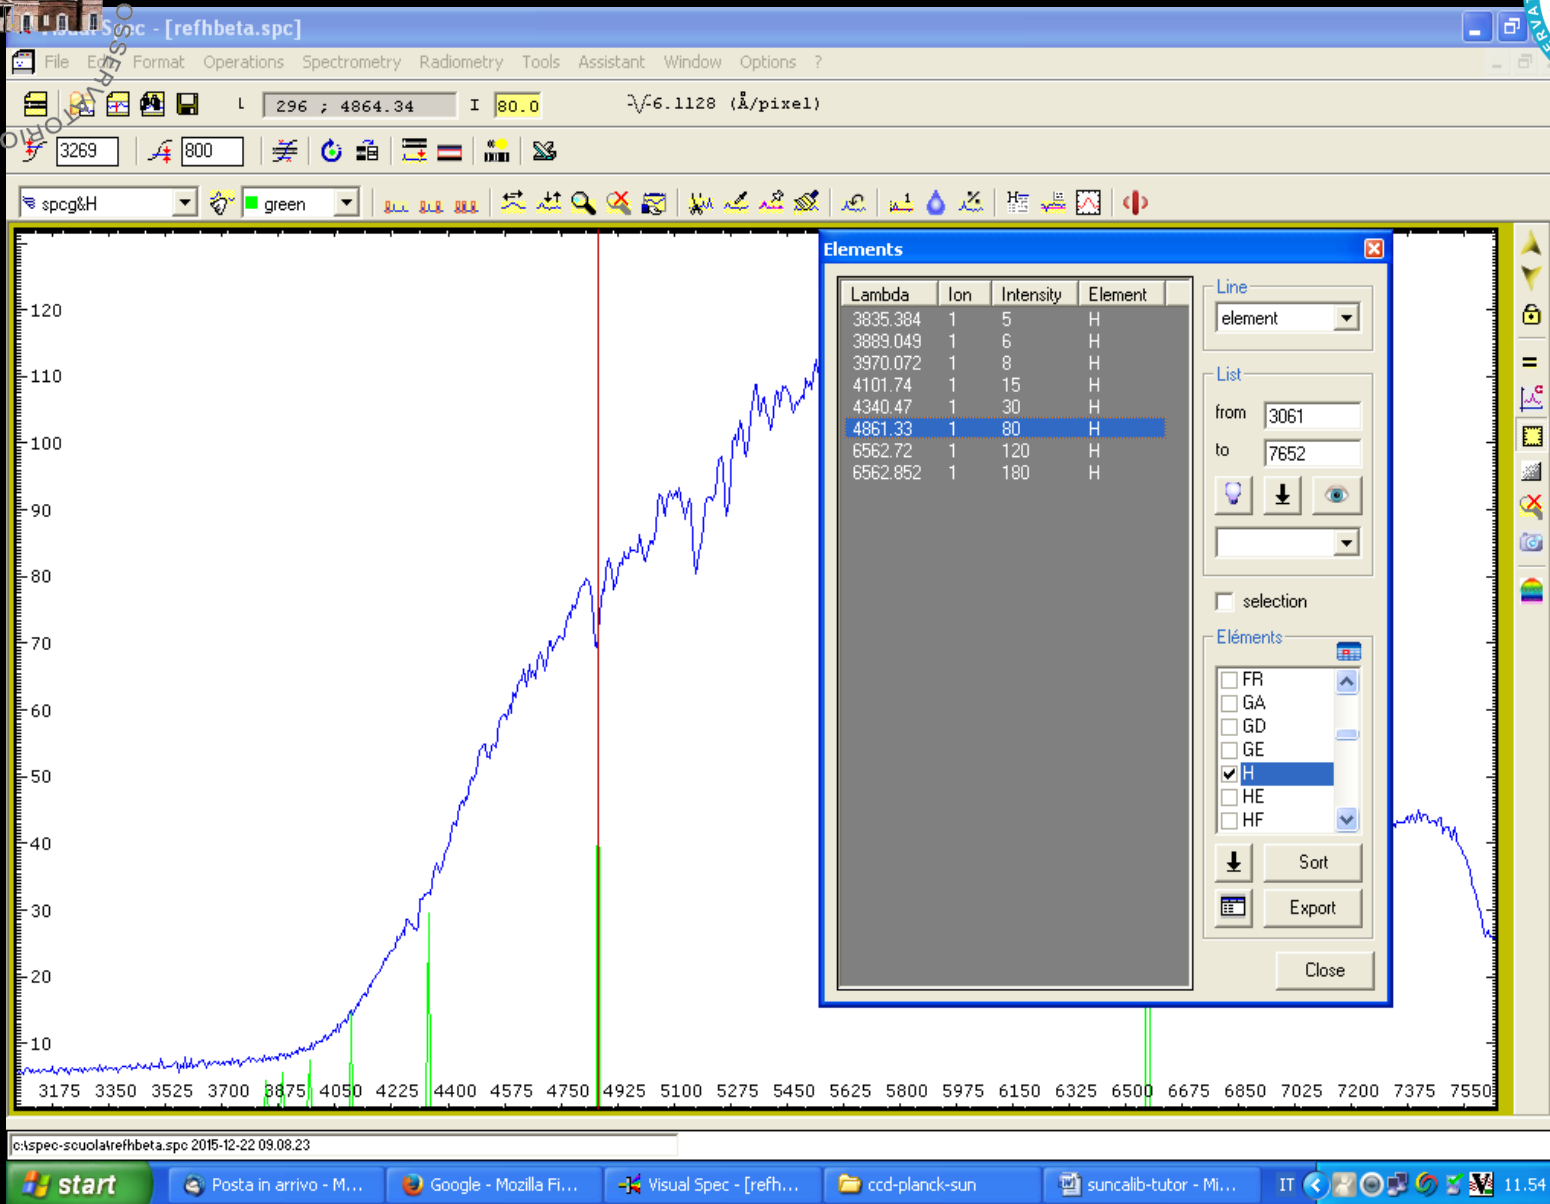 OSSERVATORIO
Visual Spec - [refhbeta.spc]
File Edit Format Operations Spectrometry Radiometry Tools Assistant Window Options ?
L 296 ; 4864.34 I 80.0 6.1128 (Å/pixel)
3269 800
spcg&H green
120
110
100
90
80
70
60
50
40
30
20
10
3175 3350 3525 3700 3875 4050 4225 4400 4575 4750 4925 5100 5275 5450 5625 5800 5975 6150 6325 6500 6675 6850 7025 7200 7375 7550
Elements
Lambda Ion Intensity Element
3835.384 1 5 H
3889.049 1 6 H
3970.072 1 8 H
4101.74 1 15 H
4340.47 1 30 H
4861.33 1 80 H
6562.72 1 120 H
6562.852 1 180 H
Line
element
List
from 3061
to 7652
selection
Eléments
FR
GA
GD
GE
H
HE
HF
Sort
Export
Close
c:\spec-scuola\refhbeta.spc 2015-12-22 09.08.23
start Posta in arrivo - M... Google - Mozilla Fi... Visual Spec - [refh... ccd-planck-sun suncalib-tutor - Mi... IT 11.54